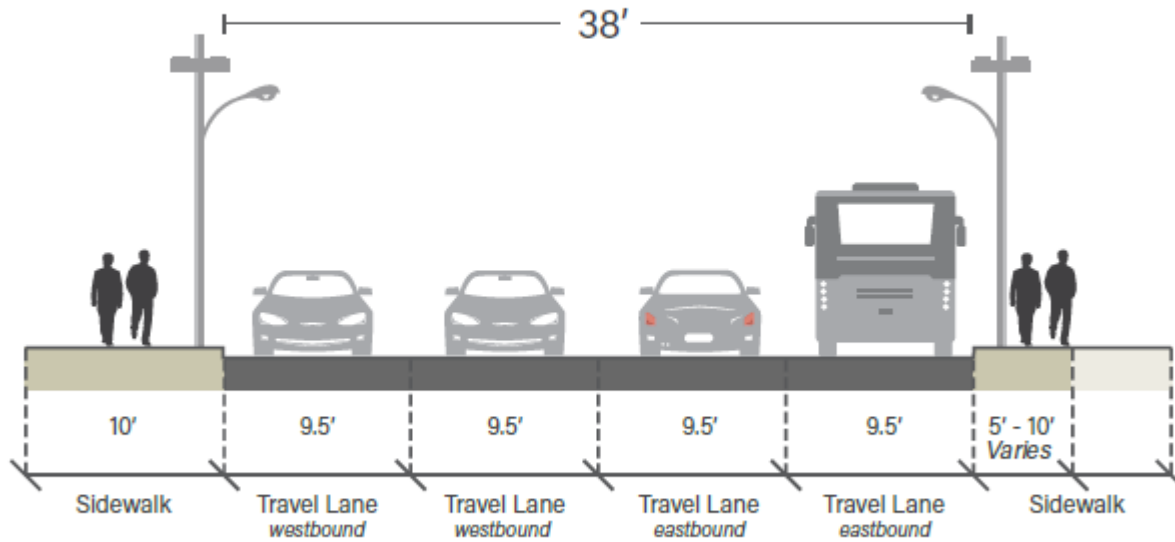 38′
10′
9.5′
9.5′
9.5′
9.5′
5′ - 10′
Varies
Sidewalk
Travel Lane
westbound
Travel Lane
westbound
Travel Lane
eastbound
Travel Lane
eastbound
Sidewalk